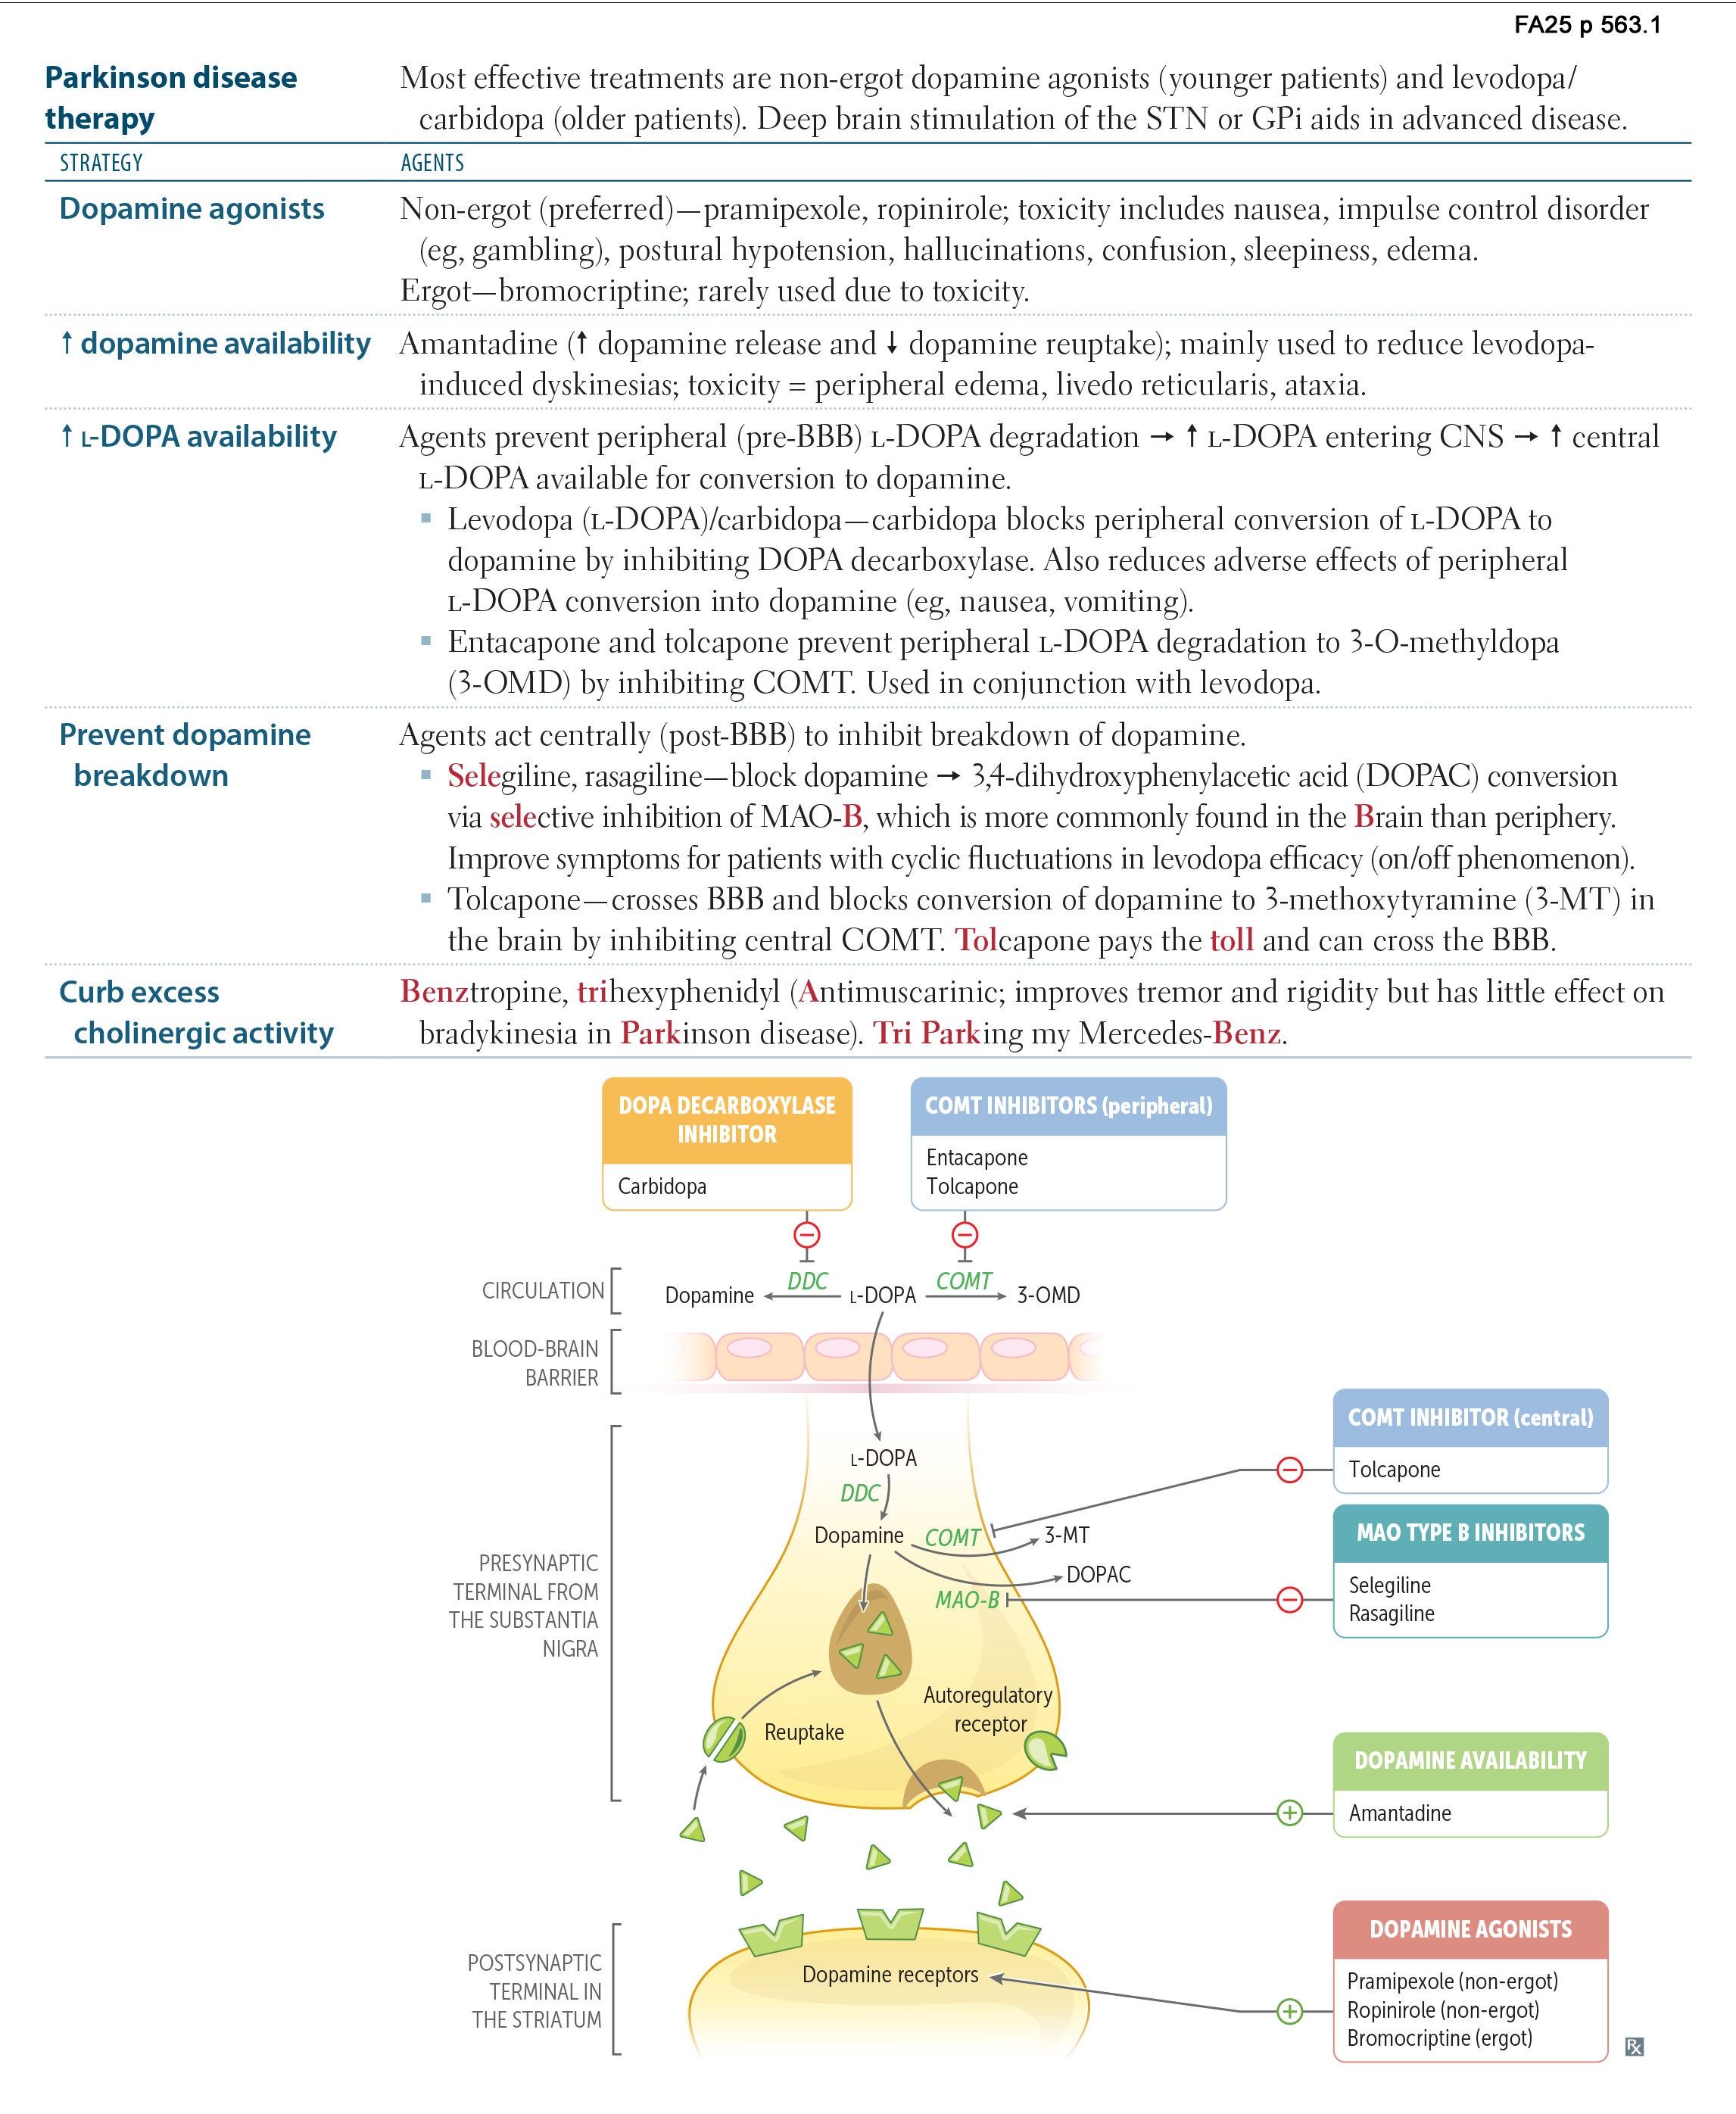 FA25 p 563.1
Parkinson disease
therapy
Most effective treatments are non-ergot dopamine agonists (younger patients) and levodopa/
carbidopa (older patients). Deep brain stimulation of the STN or GPi aids in advanced disease.
STRATEGY
AGENTS
Dopamine agonists
Non-ergot (preferred)—pramipexole, ropinirole; toxicity includes nausea, impulse control disorder
(eg, gambling), postural hypotension, hallucinations, confusion, sleepiness, edema.
Ergot—bromocriptine; rarely used due to toxicity.
↑ dopamine availability
Amantadine (↑ dopamine release and ↓ dopamine reuptake); mainly used to reduce levodopa-
induced dyskinesias; toxicity = peripheral edema, livedo reticularis, ataxia.
↑ L-DOPA availability
Agents prevent peripheral (pre-BBB) L-DOPA degradation → ↑ L-DOPA entering CNS → ↑ central
L-DOPA available for conversion to dopamine.
▪ Levodopa (L-DOPA)/carbidopa—carbidopa blocks peripheral conversion of L-DOPA to
dopamine by inhibiting DOPA decarboxylase. Also reduces adverse effects of peripheral
L-DOPA conversion into dopamine (eg, nausea, vomiting).
▪ Entacapone and tolcapone prevent peripheral L-DOPA degradation to 3-O-methyldopa
(3-OMD) by inhibiting COMT. Used in conjunction with levodopa.
Prevent dopamine
breakdown
Agents act centrally (post-BBB) to inhibit breakdown of dopamine.
▪ Selegiline, rasagiline—block dopamine → 3,4-dihydroxyphenylacetic acid (DOPAC) conversion
via selective inhibition of MAO-B, which is more commonly found in the Brain than periphery.
Improve symptoms for patients with cyclic fluctuations in levodopa efficacy (on/off phenomenon).
▪ Tolcapone—crosses BBB and blocks conversion of dopamine to 3-methoxytyramine (3-MT) in
the brain by inhibiting central COMT. Tolcapone pays the toll and can cross the BBB.
Curb excess
cholinergic activity
Benztropine, trihexyphenidyl (Antimuscarinic; improves tremor and rigidity but has little effect on
bradykinesia in Parkinson disease). Tri Parking my Mercedes-Benz.
DOPA DECARBOXYLASE
INHIBITOR
Carbidopa
COMT INHIBITORS (peripheral)
Entacapone
Tolcapone
CIRCULATION
Dopamine
DDC
L-DOPA
COMT
3-OMD
BLOOD-BRAIN
BARRIER
COMT INHIBITOR (central)
Tolcapone
L-DOPA
DDC
Dopamine
COMT
3-MT
DOPAC
MAO-B
MAO TYPE B INHIBITORS
Selegiline
Rasagiline
PRESYNAPTIC
TERMINAL FROM
THE SUBSTANTIA
NIGRA
Autoregulatory
receptor
Reuptake
DOPAMINE AVAILABILITY
Amantadine
POSTSYNAPTIC
TERMINAL IN
THE STRIATUM
Dopamine receptors
DOPAMINE AGONISTS
Pramipexole (non-ergot)
Ropinirole (non-ergot)
Bromocriptine (ergot)
Rx